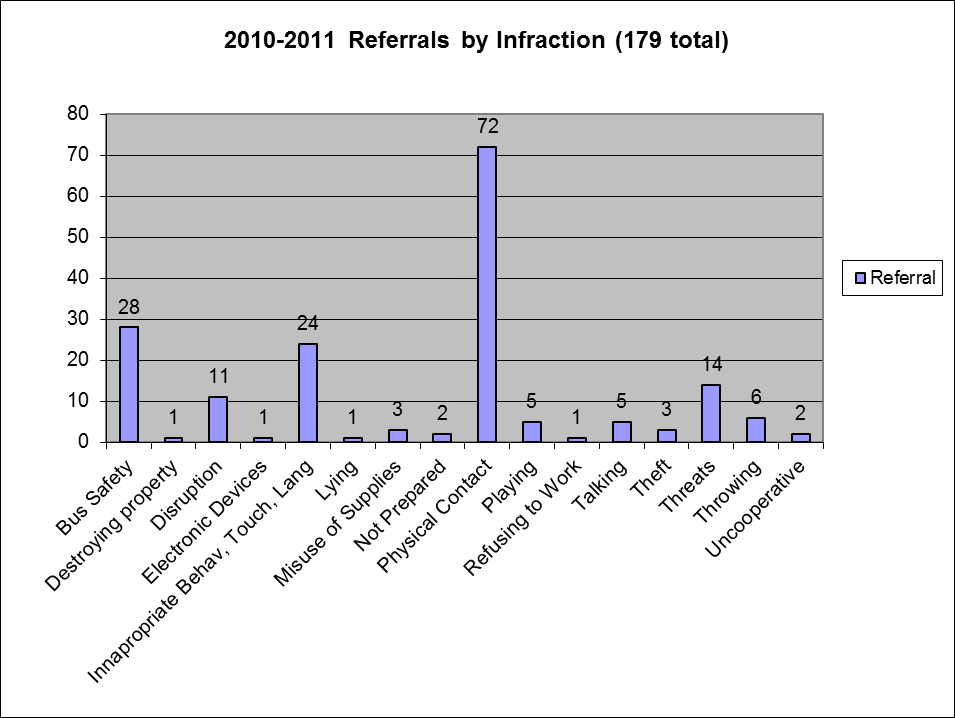 2010-2011 Referrals by Infraction (179 total)
80
70
60
50
40
30
20
10
0
28
1
11
1
24
1
3
2
72
5
1
5
3
14
6
2
Bus Safety
Destroying property
Disruption
Electronic Devices
Innapropriate Behav, Touch, Lang
Lying
Misuse of Supplies
Not Prepared
Physical Contact
Playing
Refusing to Work
Talking
Theft
Threats
Throwing
Uncooperative
Referral